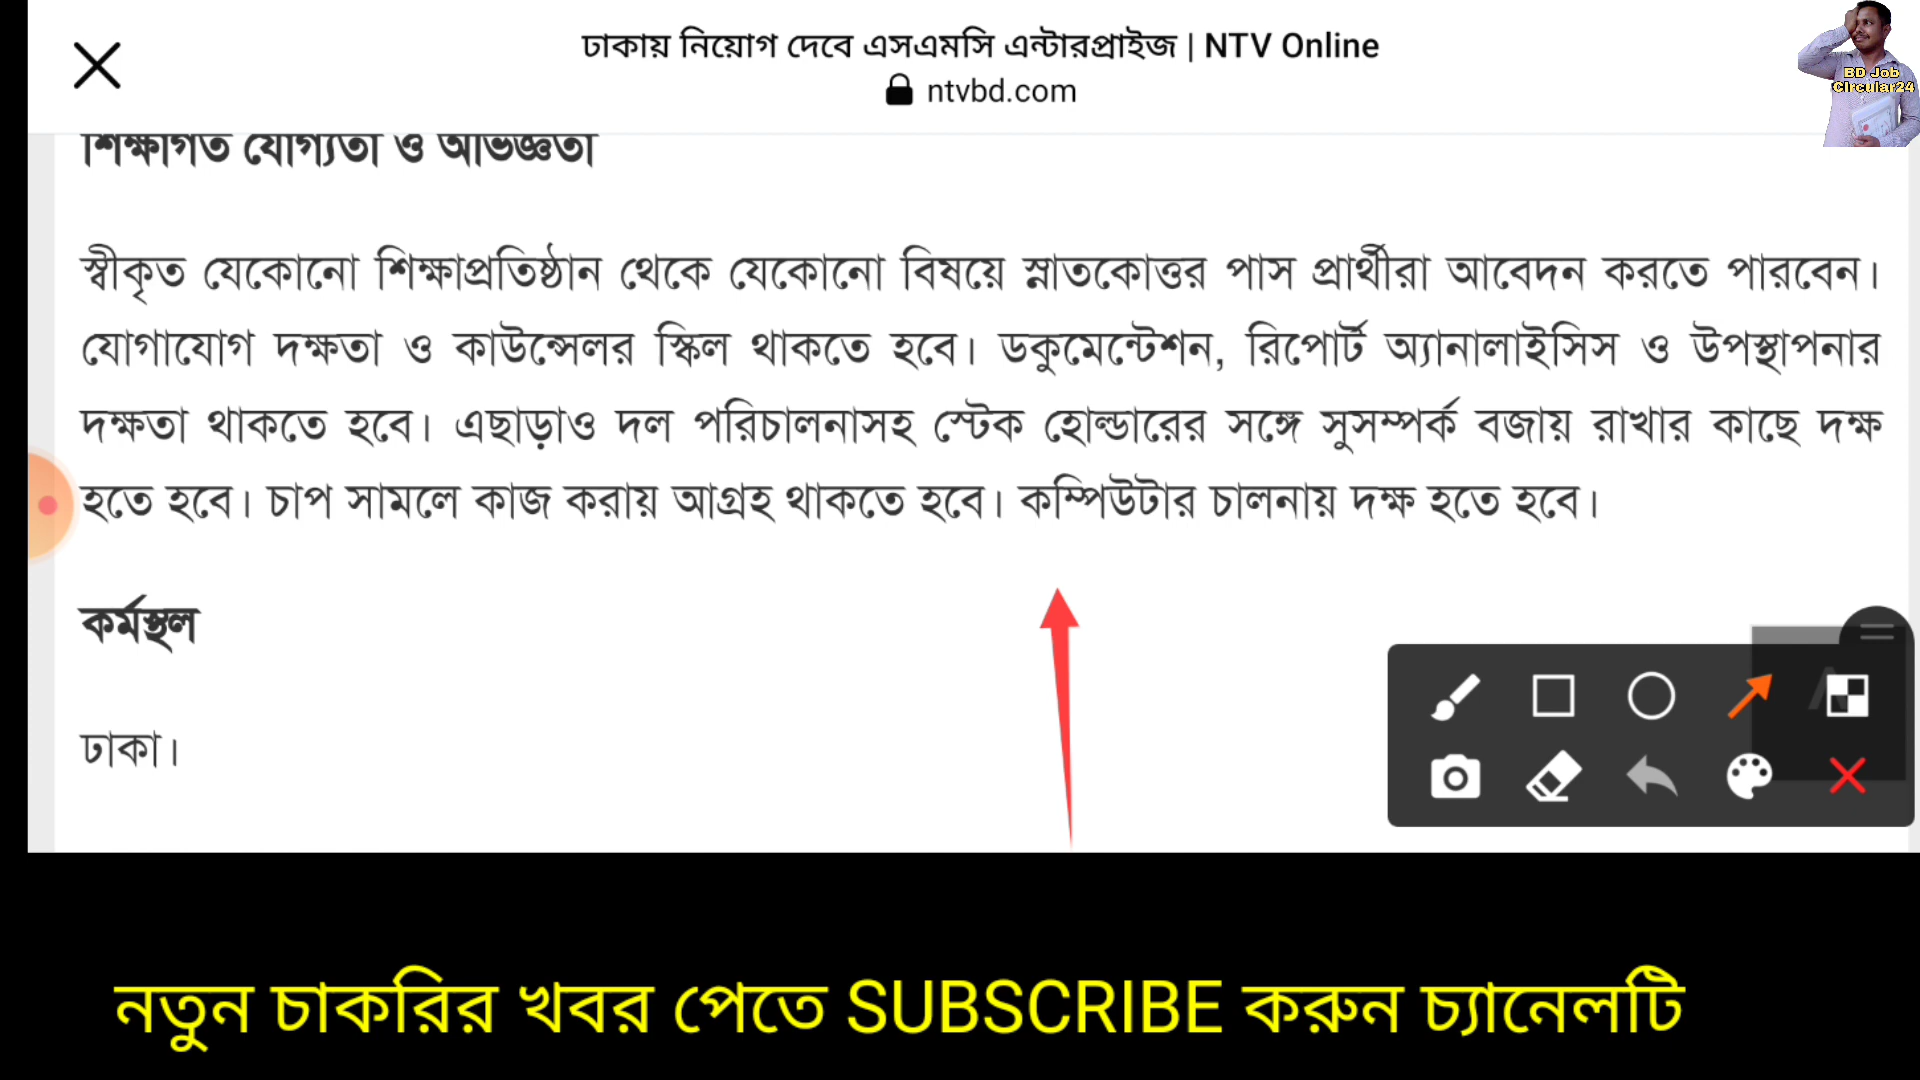 ঢাকায় নিয়োগ দেবে এসএমসি এন্টারপ্রাইজ | NTV Online
ntvbd.com
BD Job
Circular24
শিক্ষাগত যোগ্যতা ও অভিজ্ঞতা
স্বীকৃত যেকোনো শিক্ষাপ্রতিষ্ঠান থেকে যেকোনো বিষয়ে স্নাতকোত্তর পাস প্রার্থীরা আবেদন করতে পারবেন।
যোগাযোগ দক্ষতা ও কাউন্সেলর স্কিল থাকতে হবে। ডকুমেন্টেশন, রিপোর্ট অ্যানালাইসিস ও উপস্থাপনার
দক্ষতা থাকতে হবে। এছাড়াও দল পরিচালনাসহ স্টেক হোল্ডারের সঙ্গে সুসম্পর্ক বজায় রাখার কাছে দক্ষ
হতে হবে। চাপ সামলে কাজ করায় আগ্রহ থাকতে হবে। কম্পিউটার চালনায় দক্ষ হতে হবে।
কর্মস্থল
ঢাকা।
নতুন চাকরির খবর পেতে SUBSCRIBE করুন চ্যানেলটি